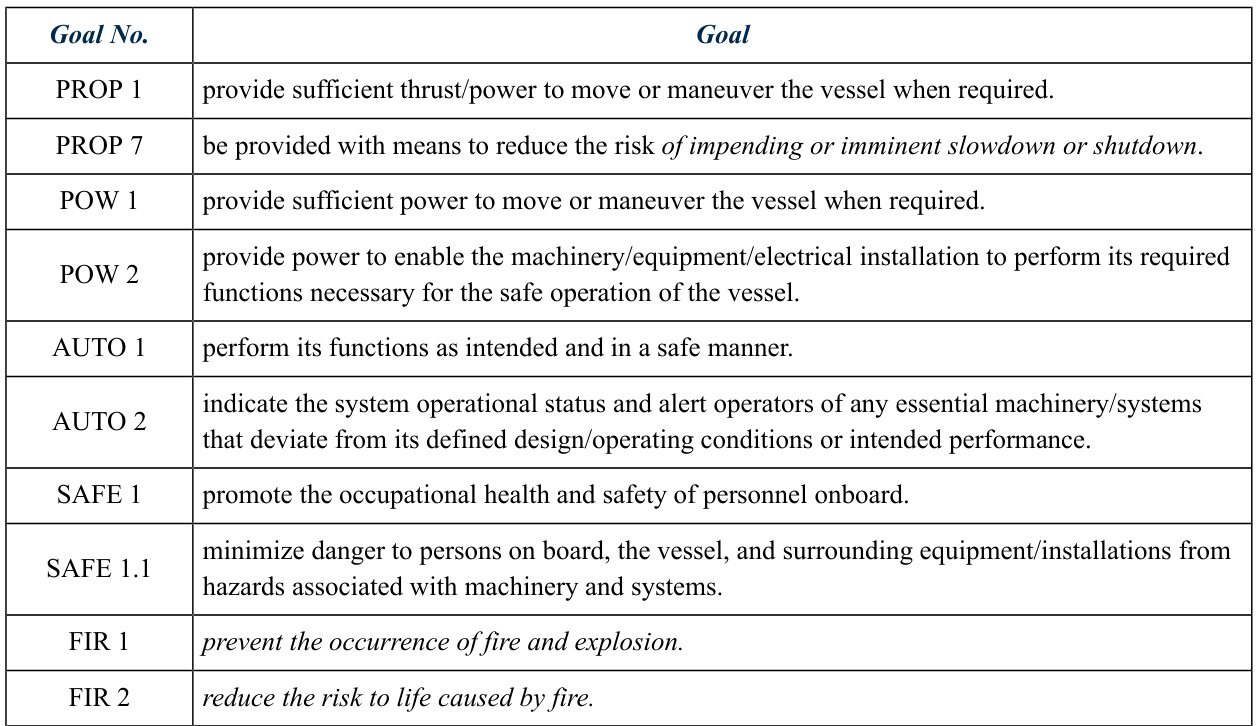 Goal No. Goal
PROP 1 provide sufficient thrust/power to move or maneuver the vessel when required.
PROP 7 be provided with means to reduce the risk of impending or imminent slowdown or shutdown.
POW 1 provide sufficient power to move or maneuver the vessel when required.
POW 2 provide power to enable the machinery/equipment/electrical installation to perform its required
functions necessary for the safe operation of the vessel.
AUTO 1 perform its functions as intended and in a safe manner.
AUTO 2 indicate the system operational status and alert operators of any essential machinery/systems
that deviate from its defined design/operating conditions or intended performance.
SAFE 1 promote the occupational health and safety of personnel onboard.
SAFE 1.1 minimize danger to persons on board, the vessel, and surrounding equipment/installations from
hazards associated with machinery and systems.
FIR 1 prevent the occurrence of fire and explosion.
FIR 2 reduce the risk to life caused by fire.